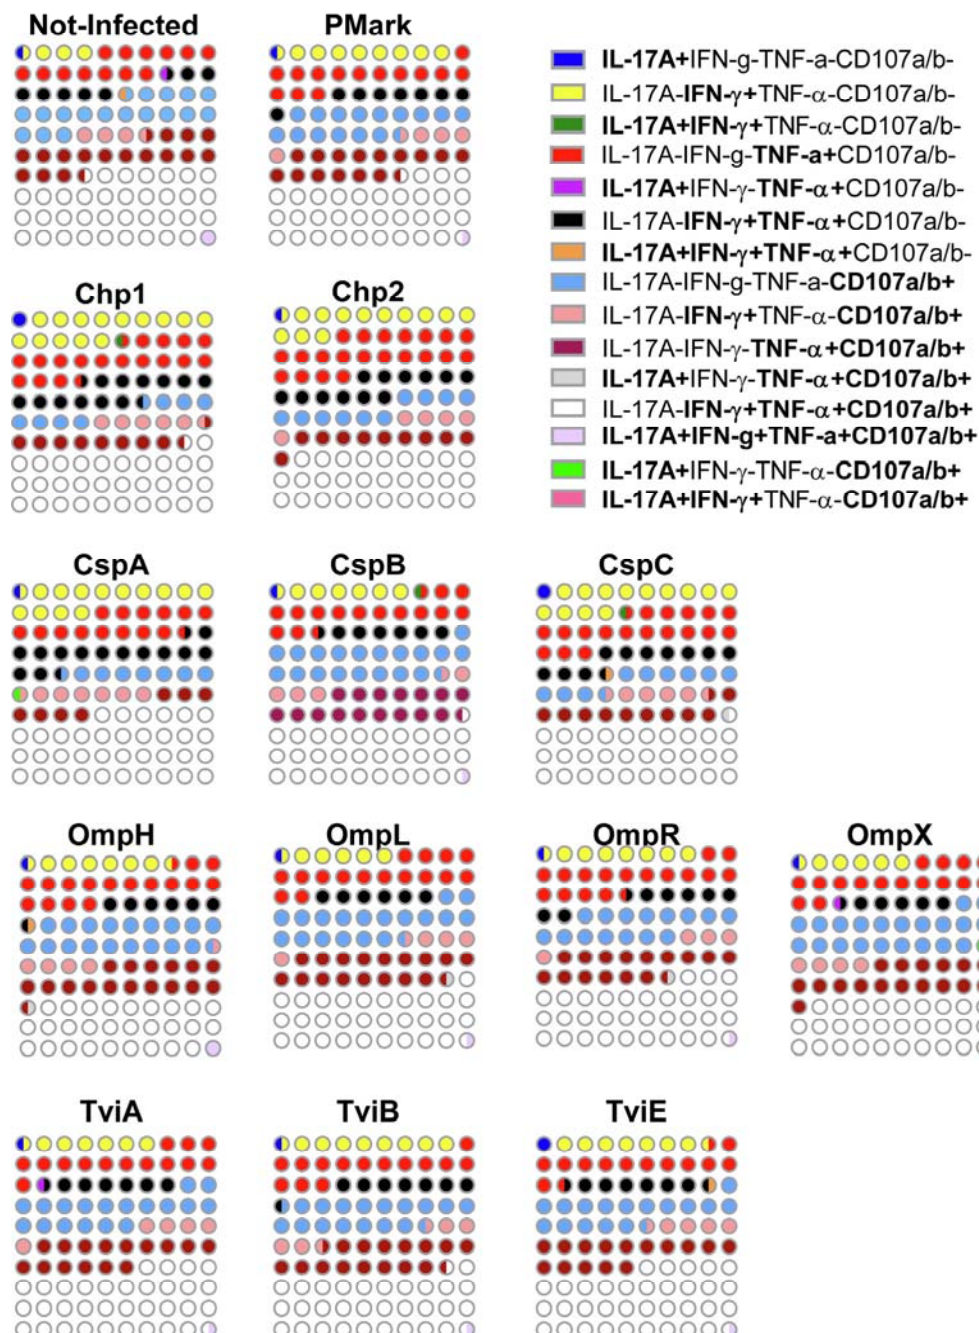 Not-Infected
PMark
IL-17A+IFN-g-TNF-a-CD107a/b-
IL-17A-IFN-γ+TNF-α-CD107a/b-
IL-17A+IFN-γ+TNF-α-CD107a/b-
IL-17A-IFN-g-TNF-a+CD107a/b-
IL-17A+IFN-γ-TNF-α+CD107a/b-
IL-17A-IFN-γ+TNF-α+CD107a/b-
IL-17A+IFN-γ+TNF-α+CD107a/b-
IL-17A-IFN-g-TNF-a-CD107a/b+
IL-17A-IFN-γ+TNF-α-CD107a/b+
IL-17A-IFN-γ-TNF-α+CD107a/b+
IL-17A+IFN-γ-TNF-α+CD107a/b+
IL-17A-IFN-γ+TNF-α+CD107a/b+
IL-17A+IFN-g+TNF-a+CD107a/b+
IL-17A+IFN-γ-TNF-α-CD107a/b+
IL-17A+IFN-γ+TNF-α-CD107a/b+
Chp1
Chp2
CspA
CspB
CspC
OmpH
OmpL
OmpR
OmpX
TviA
TviB
TviE